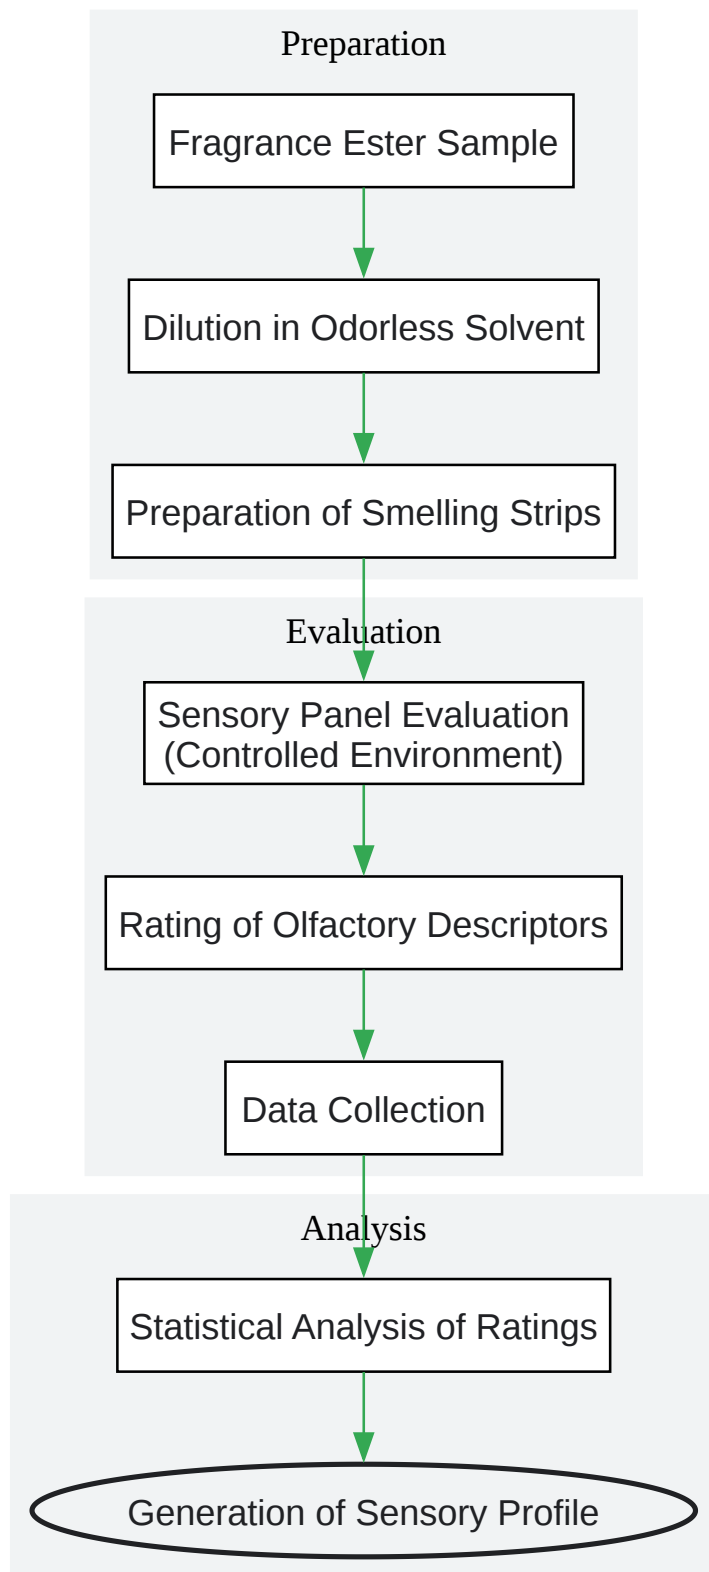 Preparation
Fragrance Ester Sample
Dilution in Odorless Solvent
Preparation of Smelling Strips
Evaluation
Sensory Panel Evaluation
(Controlled Environment)
Rating of Olfactory Descriptors
Data Collection
Analysis
Statistical Analysis of Ratings
Generation of Sensory Profile